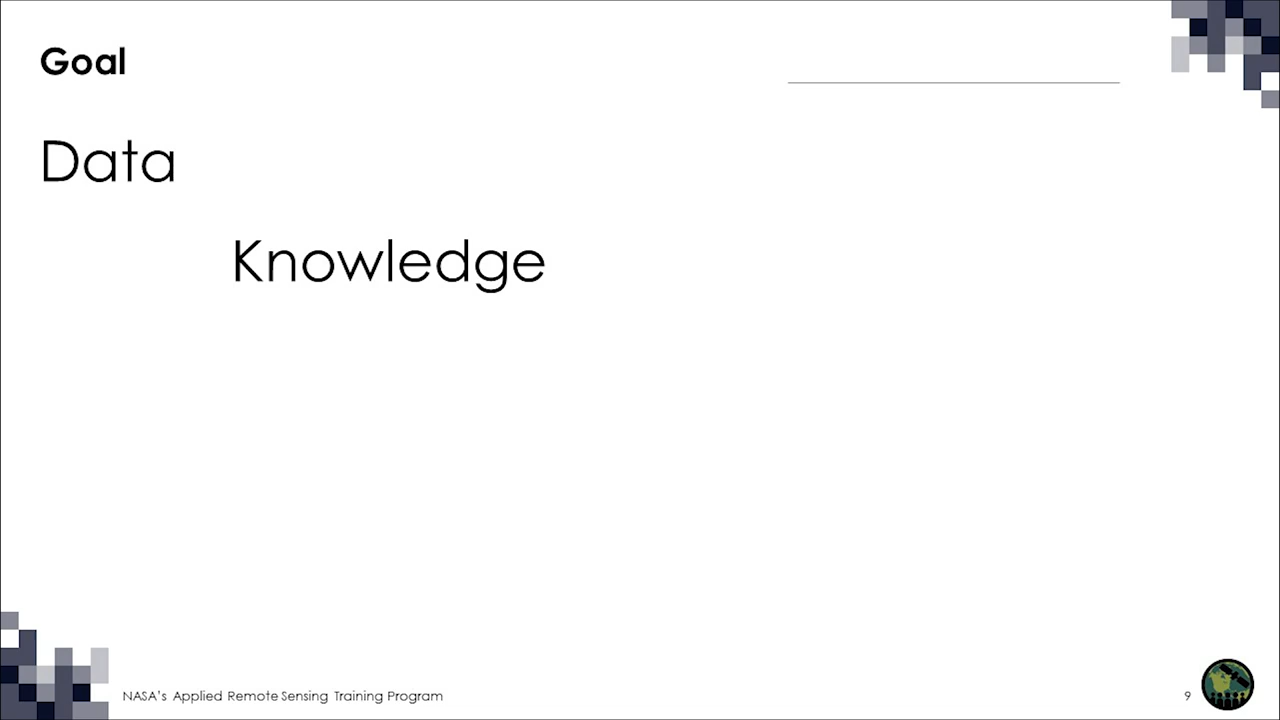 Goal
Data
Knowledge
NASA's Applied Remote Sensing Training Program
9